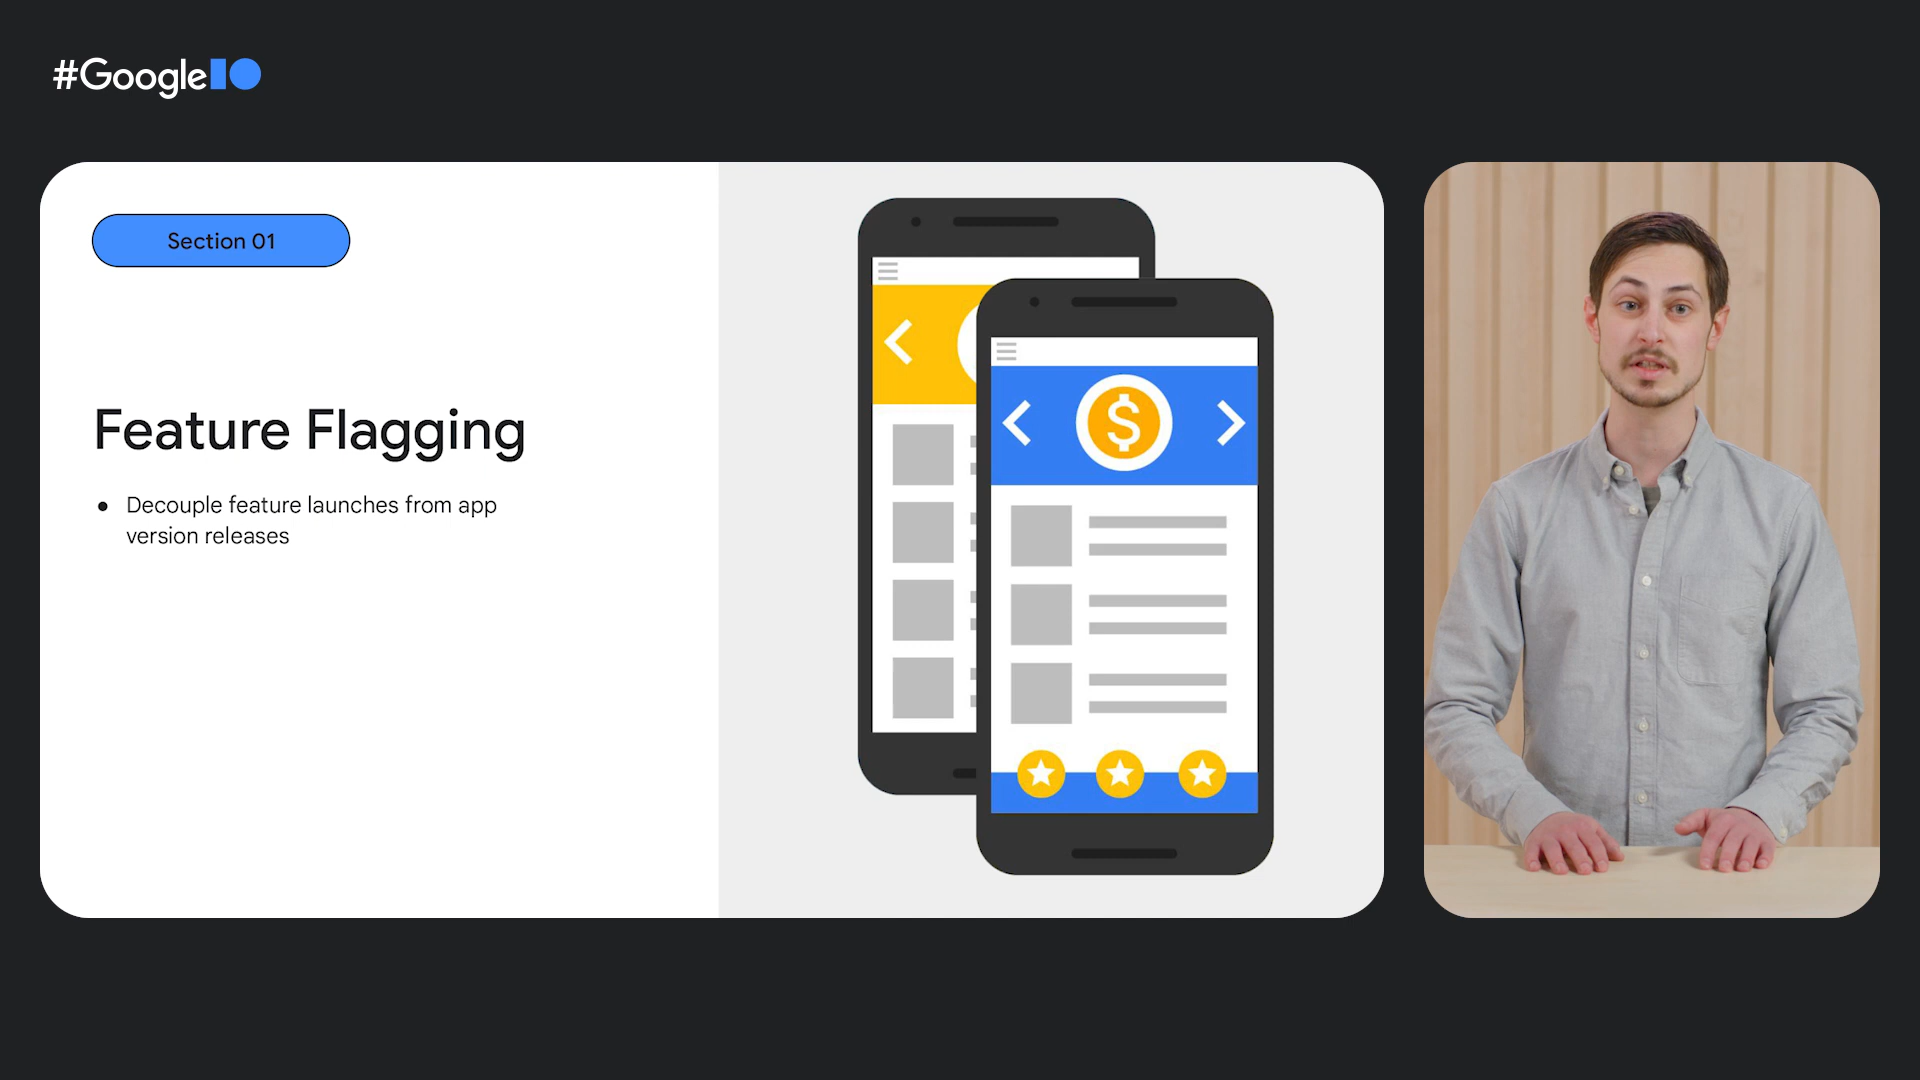 #GoogleIO
Section 01
Feature Flagging
● Decouple feature launches from app
version releases
$